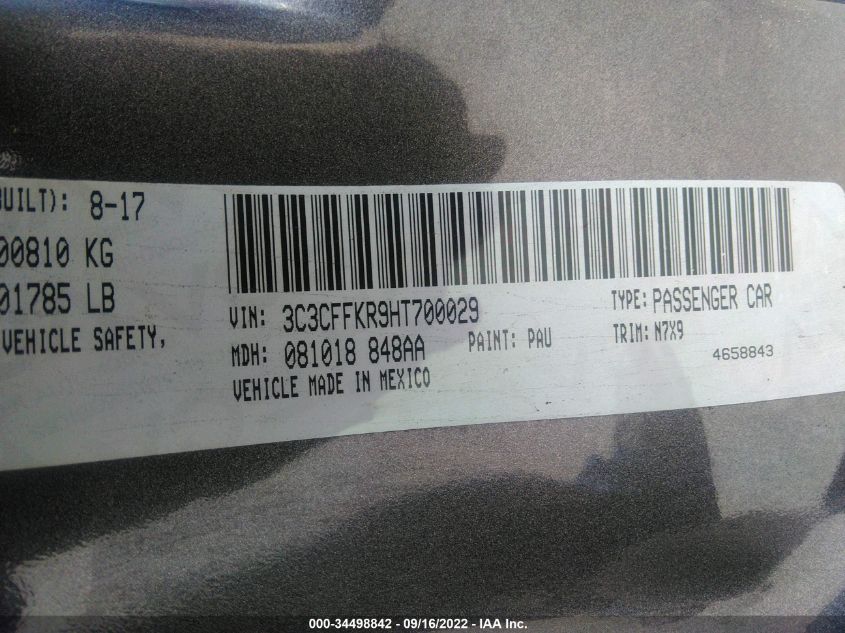 BUILT): 8-17
00810 KG
01785 LB
VEHICLE SAFETY,
VIN: 3C3CFFKR9HT700029
TYPE: PASSENGER CAR
MDH: 081018 848AA
PAINT: PAU
TRIM: N7X9
VEHICLE MADE IN MEXICO
4658843
000-34498842 - 09/16/2022 - IAA Inc.